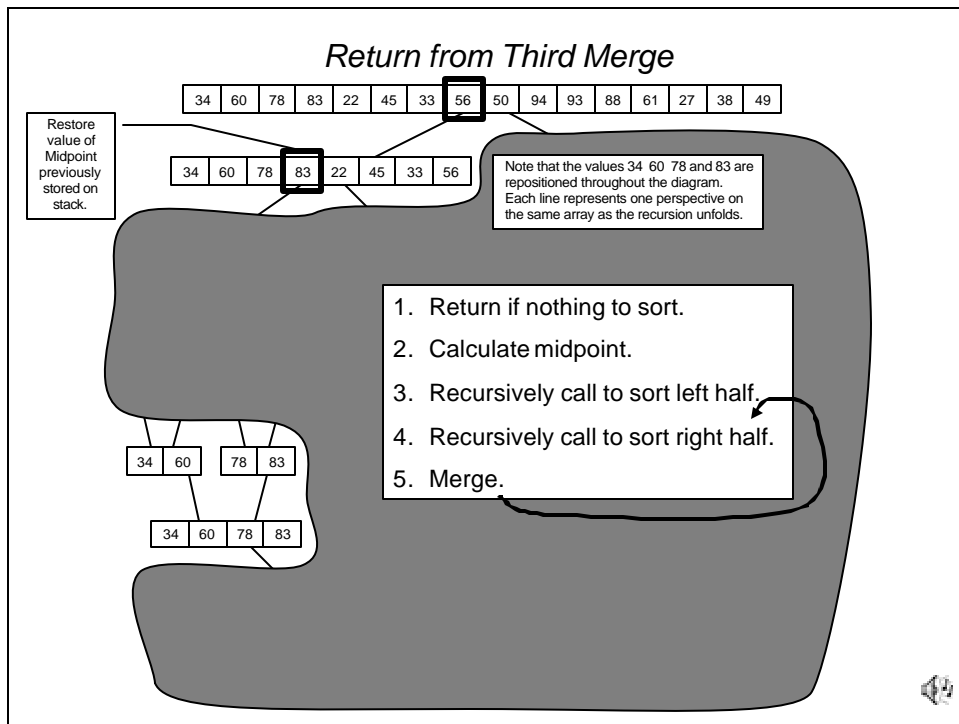 Return from Third Merge
34 60 78 83 22 45 33 56 50 94 93 88 61 27 38 49
Restore
value of
Midpoint
previously
stored on
stack.
34 60 78 83 22 45 33 56
Note that the values 34 60 78 and 83 are
repositioned throughout the diagram.
Each line represents one perspective on
the same array as the recursion unfolds.
1. Return if nothing to sort.
2. Calculate midpoint.
3. Recursively call to sort left half.
4. Recursively call to sort right half.
5. Merge.
34 60 78 83
34 60 78 83